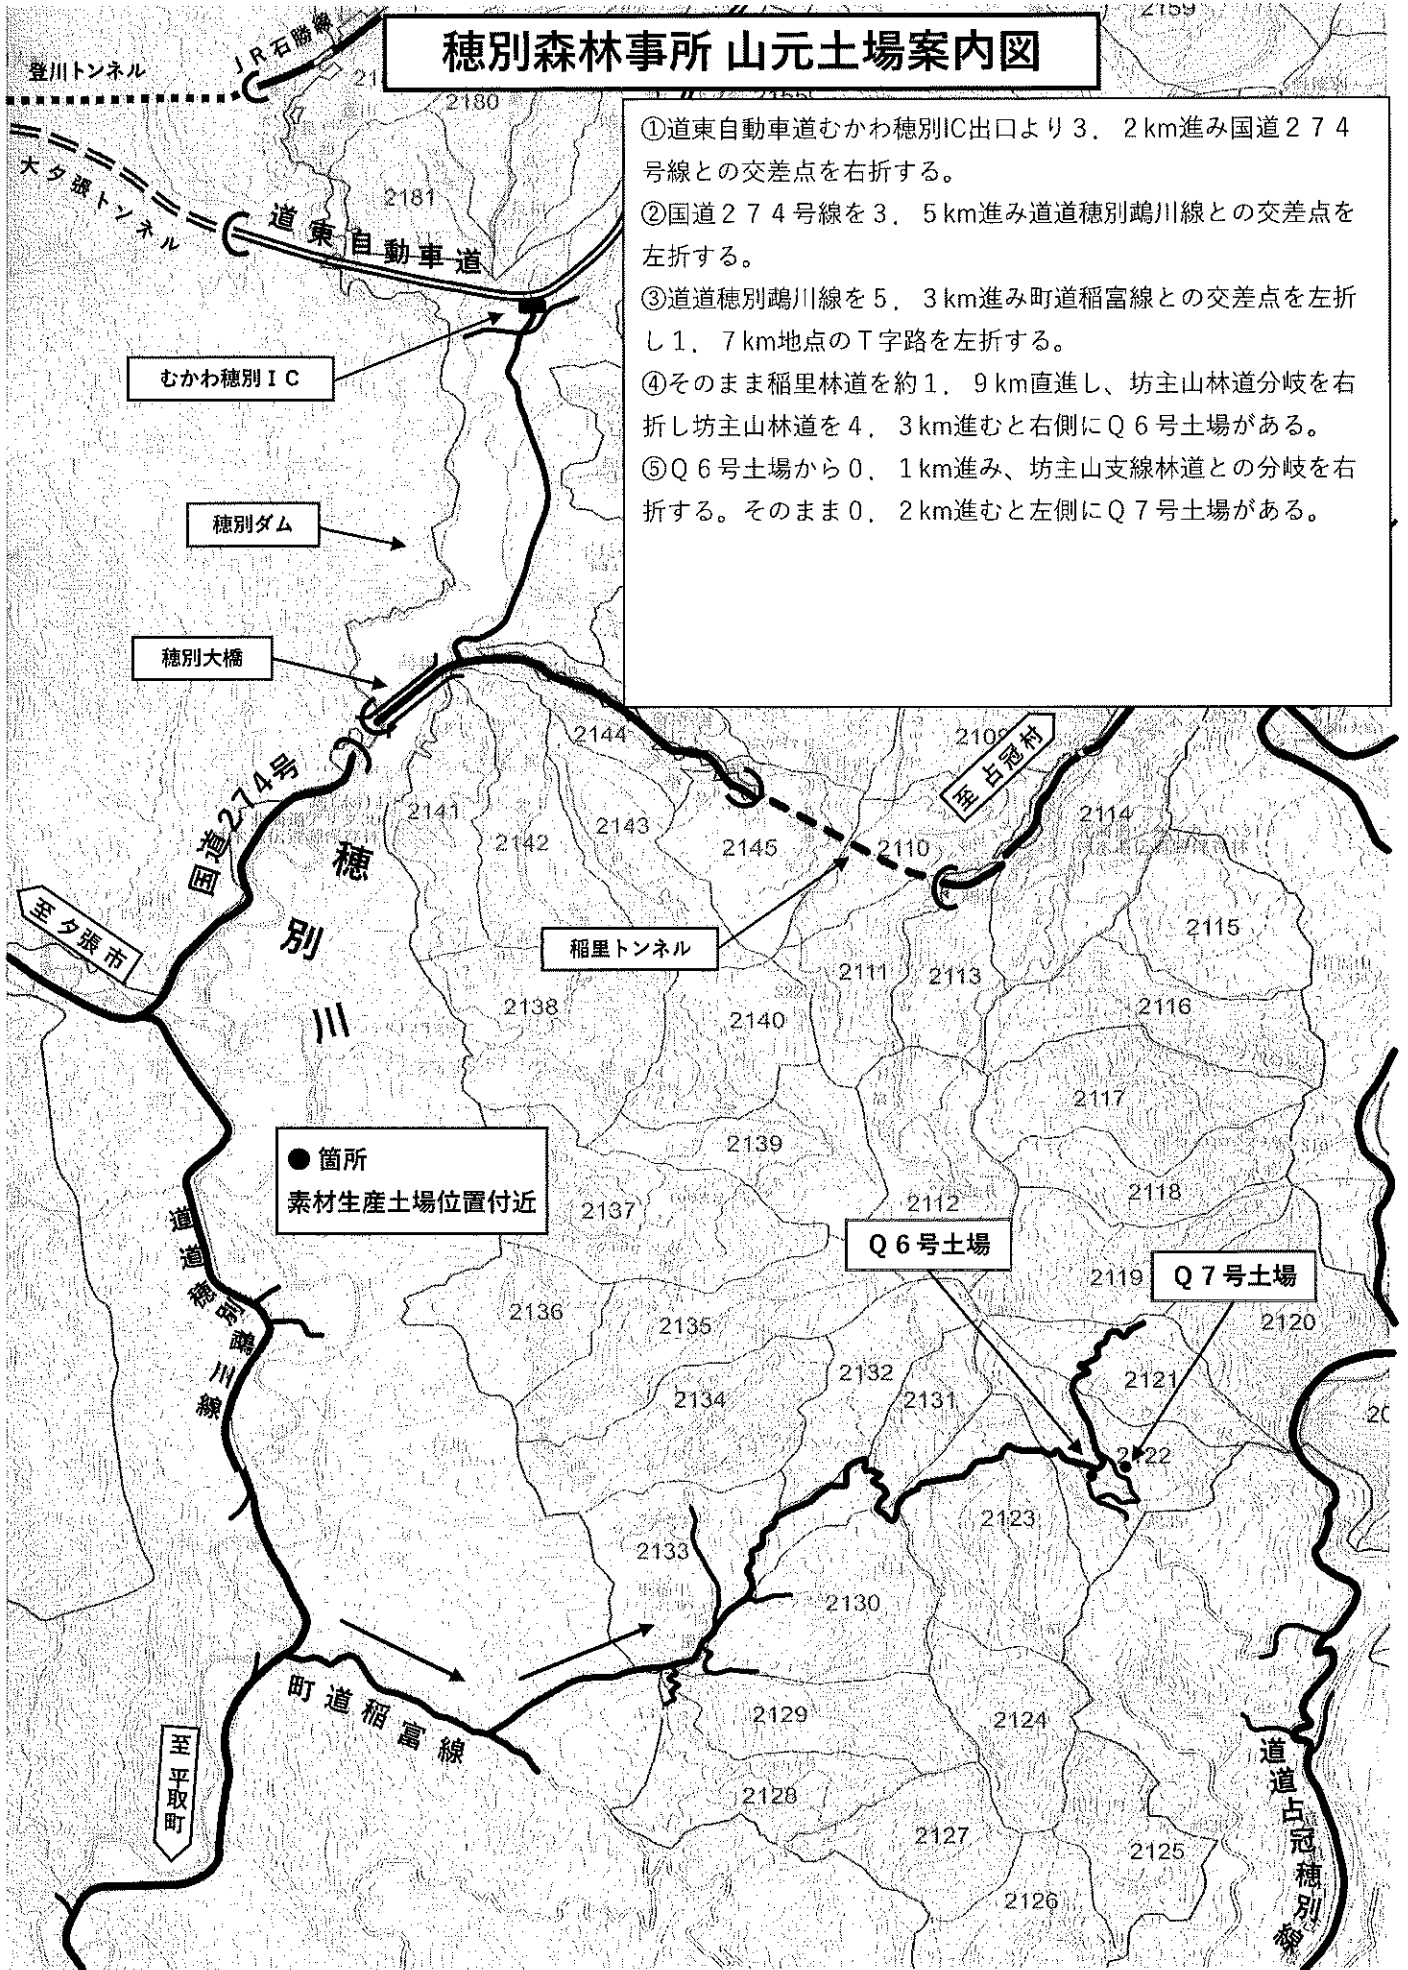 穂別森林事所 山元土場案内図
2159
JR石勝線
登川トンネル
2180
大夕張トンネル
2181
道東自動車道
①道東自動車道むかわ穂別IC出口より3．2km進み国道274
号線との交差点を右折する。
②国道274号線を3．5km進み道道穂別鵡川線との交差点を
左折する。
③道道穂別鵡川線を5．3km進み町道稲富線との交差点を左折
し1．7km地点のT字路を左折する。
④そのまま稲里林道を約1．9km直進し、坊主山林道分岐を右
折し坊主山林道を4．3km進むと右側にQ6号土場がある。
⑤Q6号土場から0．1km進み、坊主山支線林道との分岐を右
折する。そのまま0．2km進むと左側にQ7号土場がある。
むかわ穂別IC
穂別ダム
穂別大橋
2144
2109
至 占冠村
国道274号
2141
2142
2143
2145
2110
2114
穂別川
至 夕張市
稲里トンネル
2115
2111
2113
2138
2140
2116
2117
2139
● 箇所
素材生産土場位置付近
2137
2118
2112
Q6号土場
2119
Q7号土場
道道穂別鵡川線
2136
2135
2120
2132
2121
2134
2131
2122
2123
2133
2130
町道稲富線
2129
2124
至 平取町
道道占冠穂別線
2128
2127
2125
2126